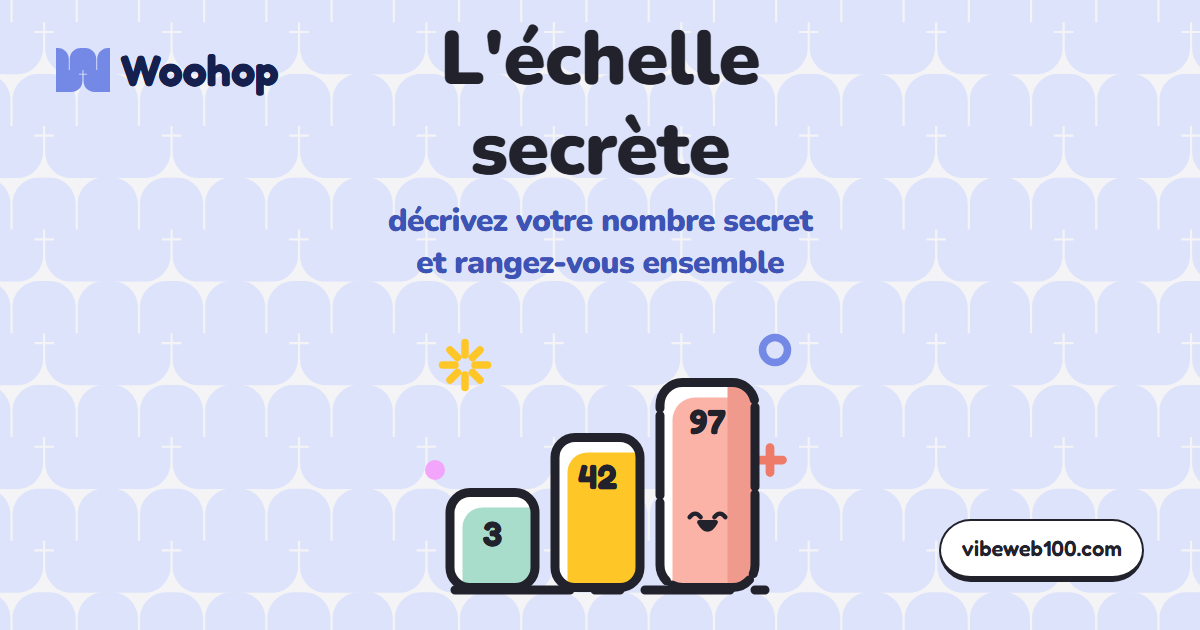 Woohop
L'échelle
secrète
décrivez votre nombre secret
et rangez-vous ensemble
3
42
97
vibeweb100.com